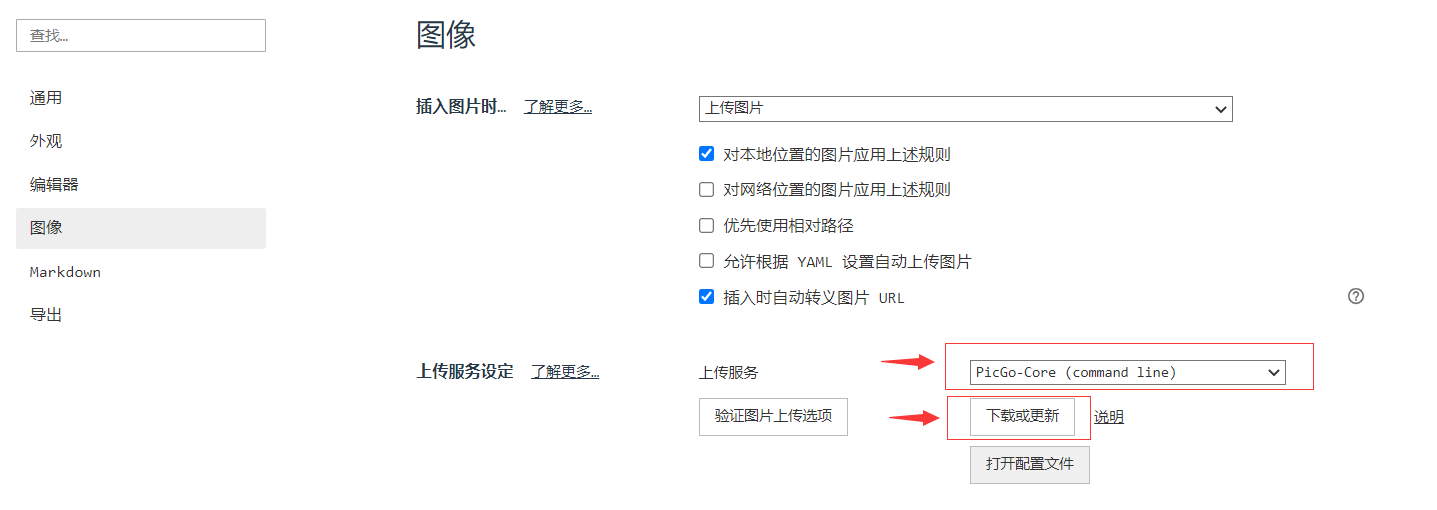 查找…
通用
外观
编辑器
图像
Markdown
导出
图像
插入图片时… 了解更多… 上传图片
对本地位置的图片应用上述规则
对网络位置的图片应用上述规则
优先使用相对路径
允许根据 YAML 设置自动上传图片
插入时自动转义图片 URL ?
上传服务设定 了解更多… 上传服务 PicGo-Core (command line)
验证图片上传选项 下载或更新 说明
打开配置文件